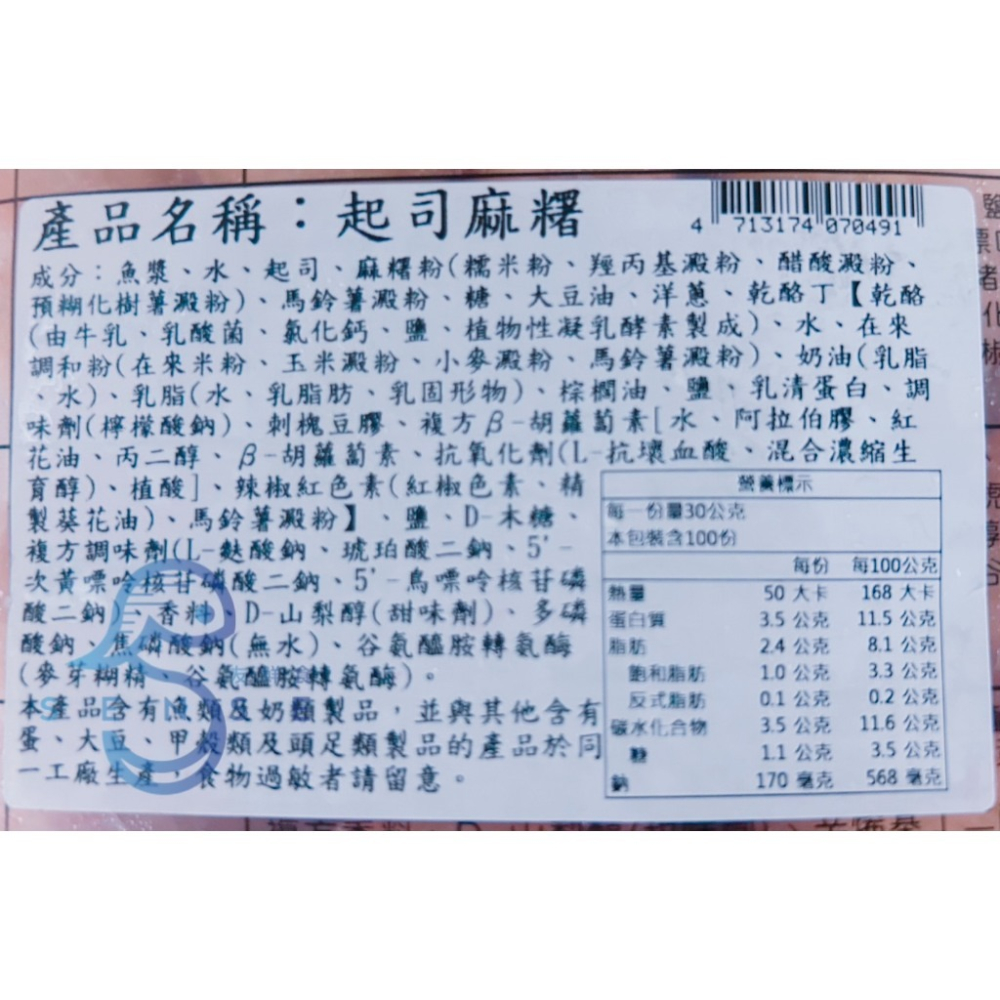 產品名稱：起司麻糬
4 713174 070491
成分：魚漿、水、起司、麻糬粉(糯米粉、羥丙基澱粉、醋酸澱粉、
預糊化樹薯澱粉)、馬鈴薯澱粉、糖、大豆油、洋蔥、乾酪丁【乾酪
(由牛乳、乳酸菌、氯化鈣、鹽、植物性凝乳酵素製成)、水、在來
調和粉(在來米粉、玉米澱粉、小麥澱粉、馬鈴薯澱粉)、奶油(乳脂
、水)、乳脂(水、乳脂肪、乳固形物)、棕櫚油、鹽、乳清蛋白、調
味劑(檸檬酸鈉)、刺槐豆膠、複方β-胡蘿蔔素[水、阿拉伯膠、紅
花油、丙二醇、β-胡蘿蔔素、抗氧化劑(L-抗壞血酸、混合濃縮生
育醇)、植酸]、辣椒紅色素(紅椒色素、精
製葵花油)、馬鈴薯澱粉】、鹽、D-木糖、
複方調味劑(L-麩酸鈉、琥珀酸二鈉、5'-
次黃嘌呤核苷磷酸二鈉、5'-鳥嘌呤核苷磷
酸二鈉)、香料、D-山梨醇(甜味劑)、多磷
酸鈉、焦磷酸鈉(無水)、谷氨醯胺轉氨酶
(麥芽糊精、谷氨醯胺轉氨酶)。
本產品含有魚類及奶類製品，並與其他含有
蛋、大豆、甲殼類及頭足類製品的產品於同
一工廠生產，食物過敏者請留意。
營養標示
每一份量30公克
本包裝含100份
每份 每100公克
熱量 50 大卡 168 大卡
蛋白質 3.5 公克 11.5 公克
脂肪 2.4 公克 8.1 公克
飽和脂肪 1.0 公克 3.3 公克
反式脂肪 0.1 公克 0.2 公克
碳水化合物 3.5 公克 11.6 公克
糖 1.1 公克 3.5 公克
鈉 170 毫克 568 毫克